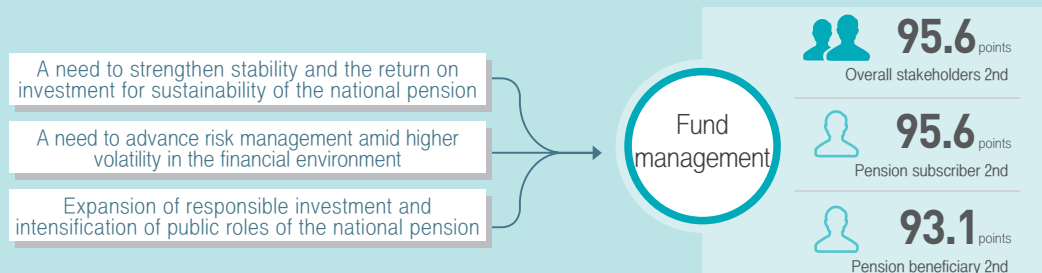 A need to strengthen stability and the return on
investment for sustainability of the national pension
A need to advance risk management amid higher
volatility in the financial environment
Expansion of responsible investment and
intensification of public roles of the national pension
Fund
management
95.6 points
Overall stakeholders 2nd
95.6 points
Pension subscriber 2nd
93.1 points
Pension beneficiary 2nd